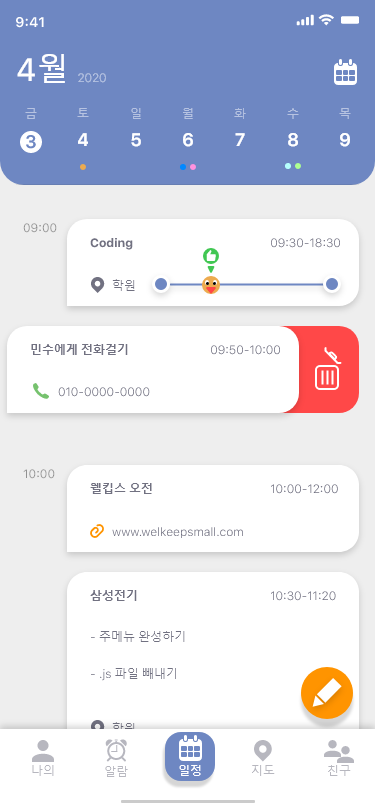 9:41
4월 2020
금 토 일 월 화 수 목
3 4 5 6 7 8 9
09:00
Coding 09:30-18:30
학원
민수에게 전화걸기 09:50-10:00
010-0000-0000
10:00
웰킵스 오전 10:00-12:00
www.welkeepsmall.com
삼성전기 10:30-11:20
- 주메뉴 완성하기
- .js 파일 빼내기
학원
나의 알람 일정 지도 친구